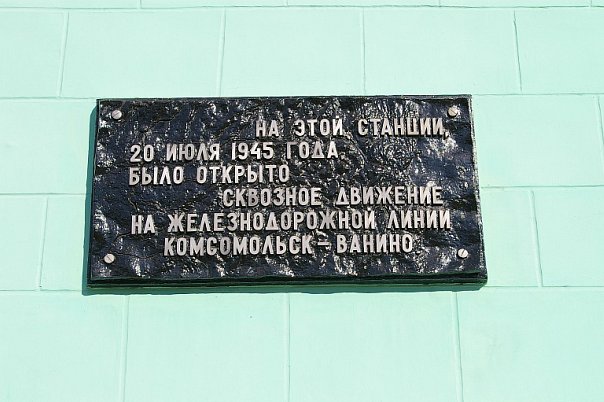 НА ЭТОЙ СТАНЦИИ,
20 ИЮЛЯ 1945 ГОДА
БЫЛО ОТКРЫТО
СКВОЗНОЕ ДВИЖЕНИЕ
НА ЖЕЛЕЗНОДОРОЖНОЙ ЛИНИИ
КОМСОМОЛЬСК – ВАНИНО